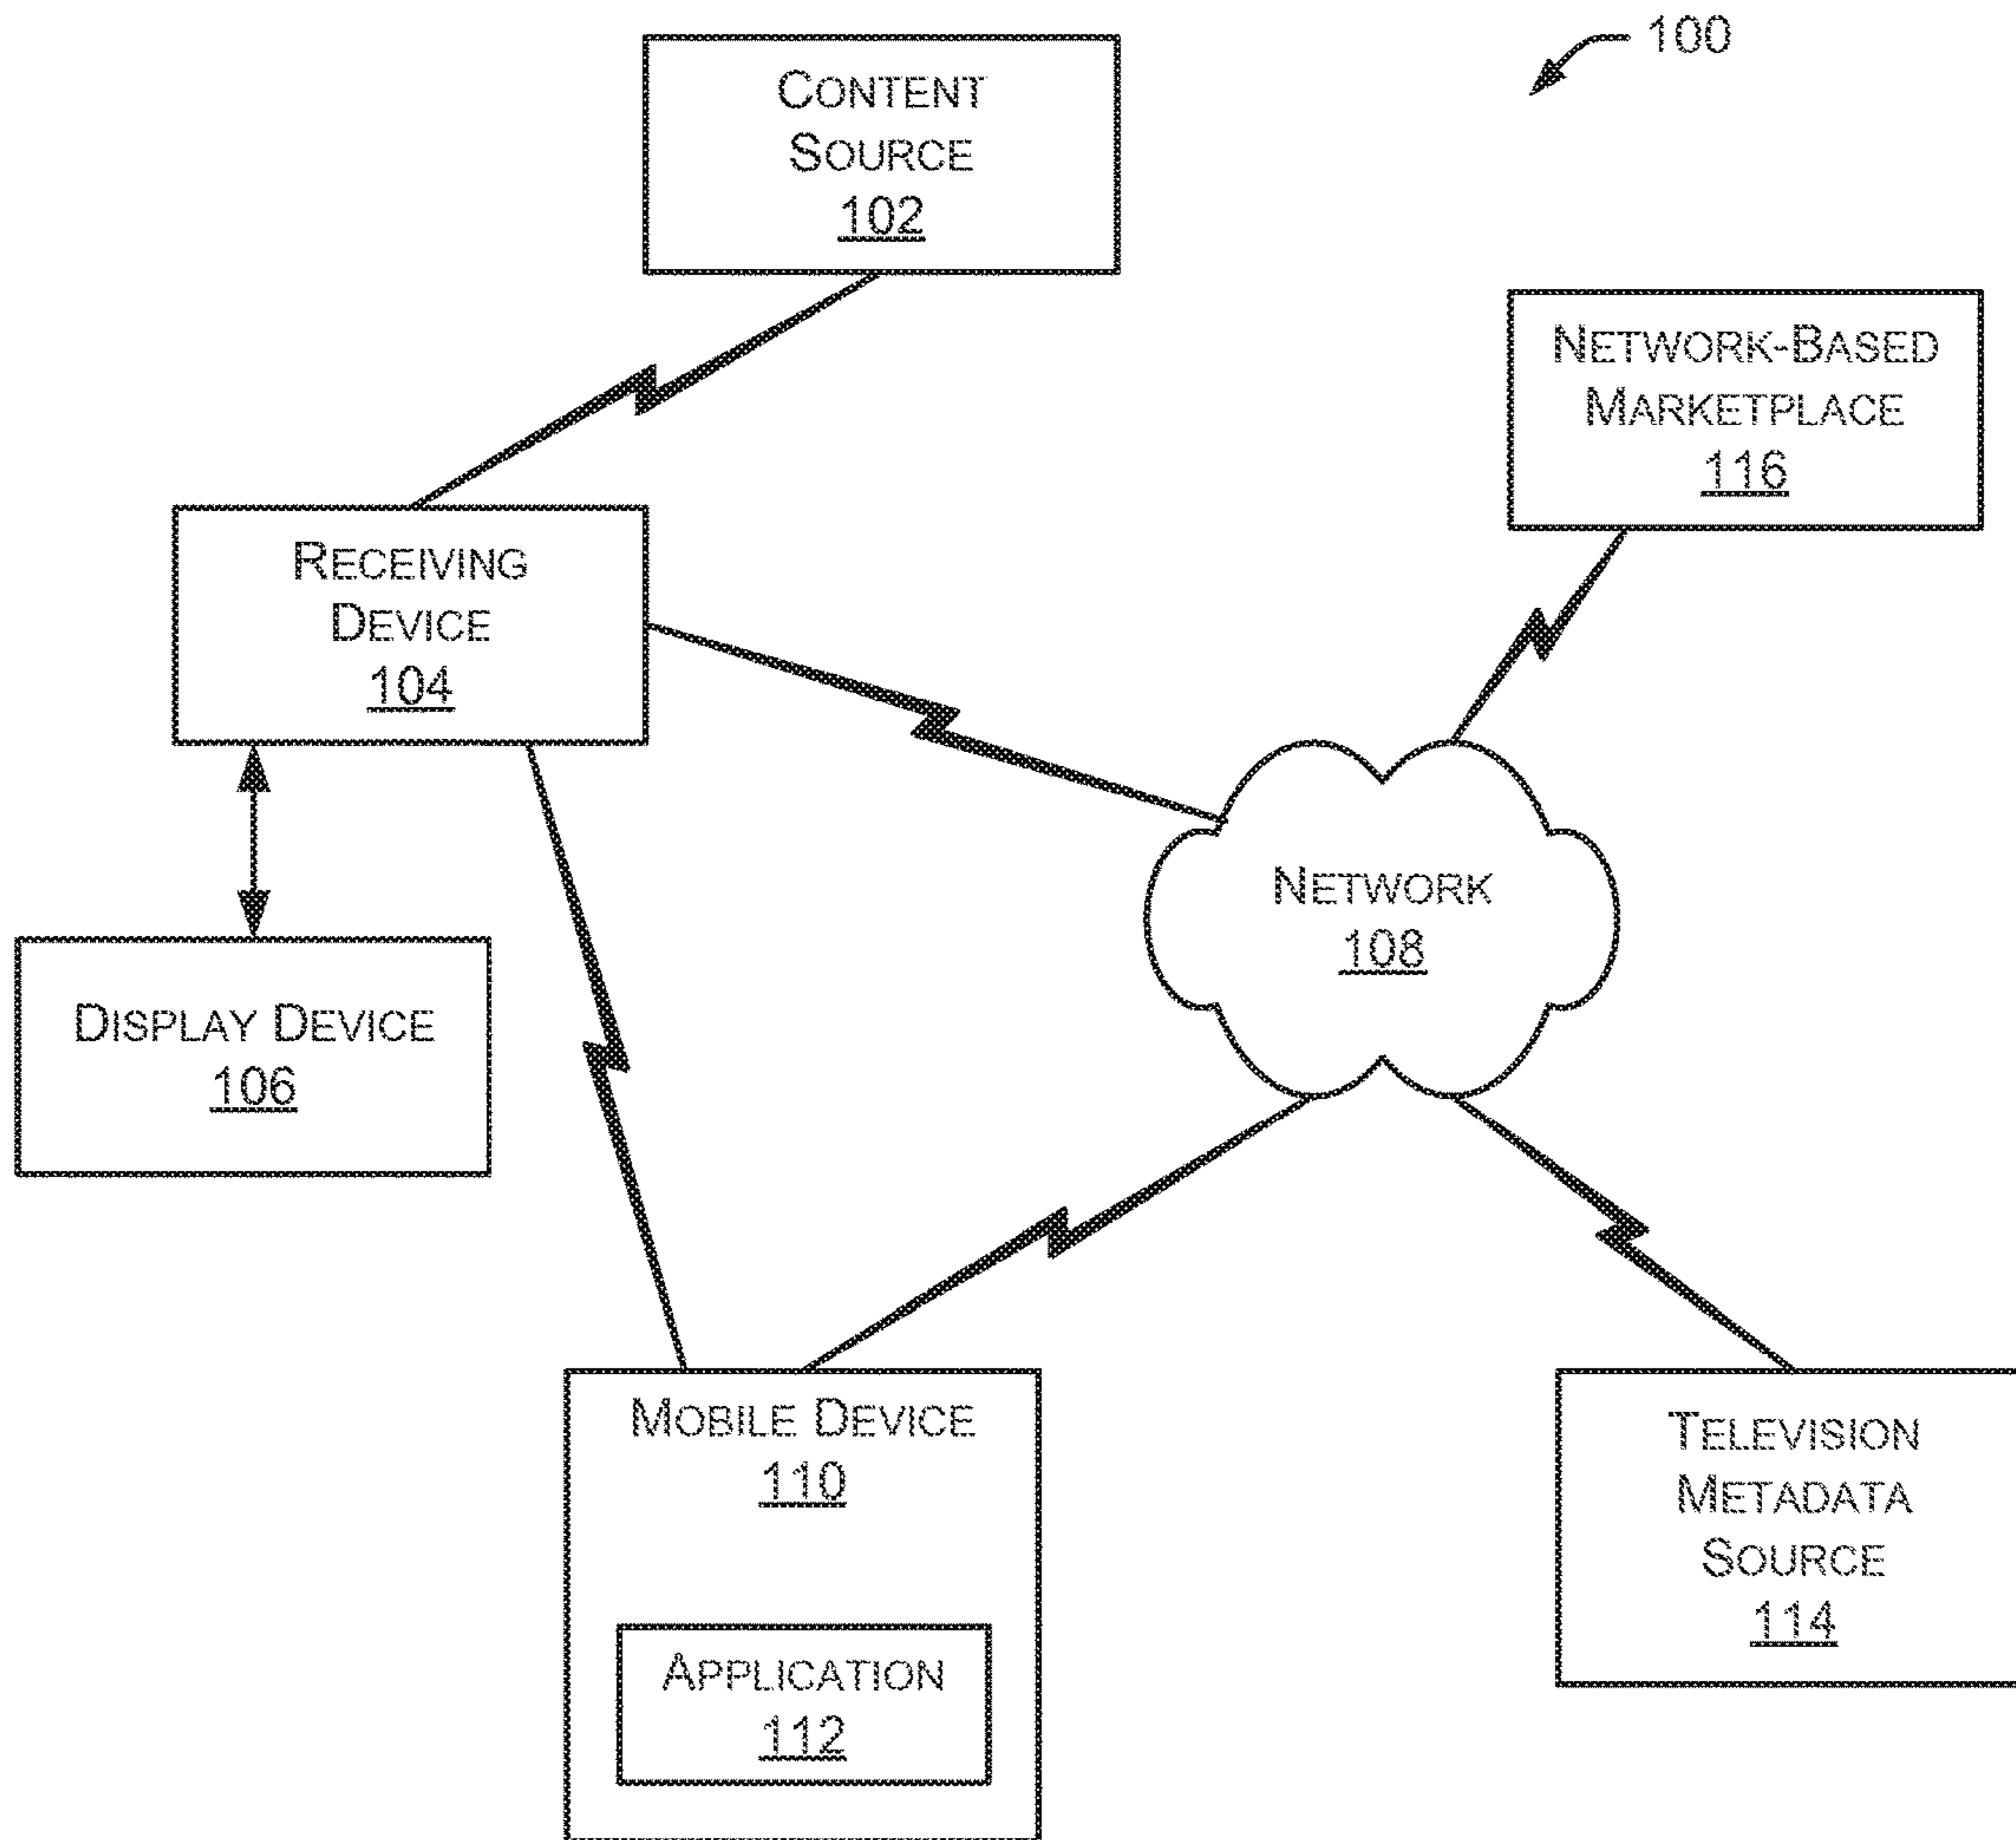 100
CONTENT
SOURCE
102
NETWORK-BASED
MARKETPLACE
116
RECEIVING
DEVICE
104
NETWORK
108
DISPLAY DEVICE
106
MOBILE DEVICE
110
APPLICATION
112
TELEVISION
METADATA
SOURCE
114